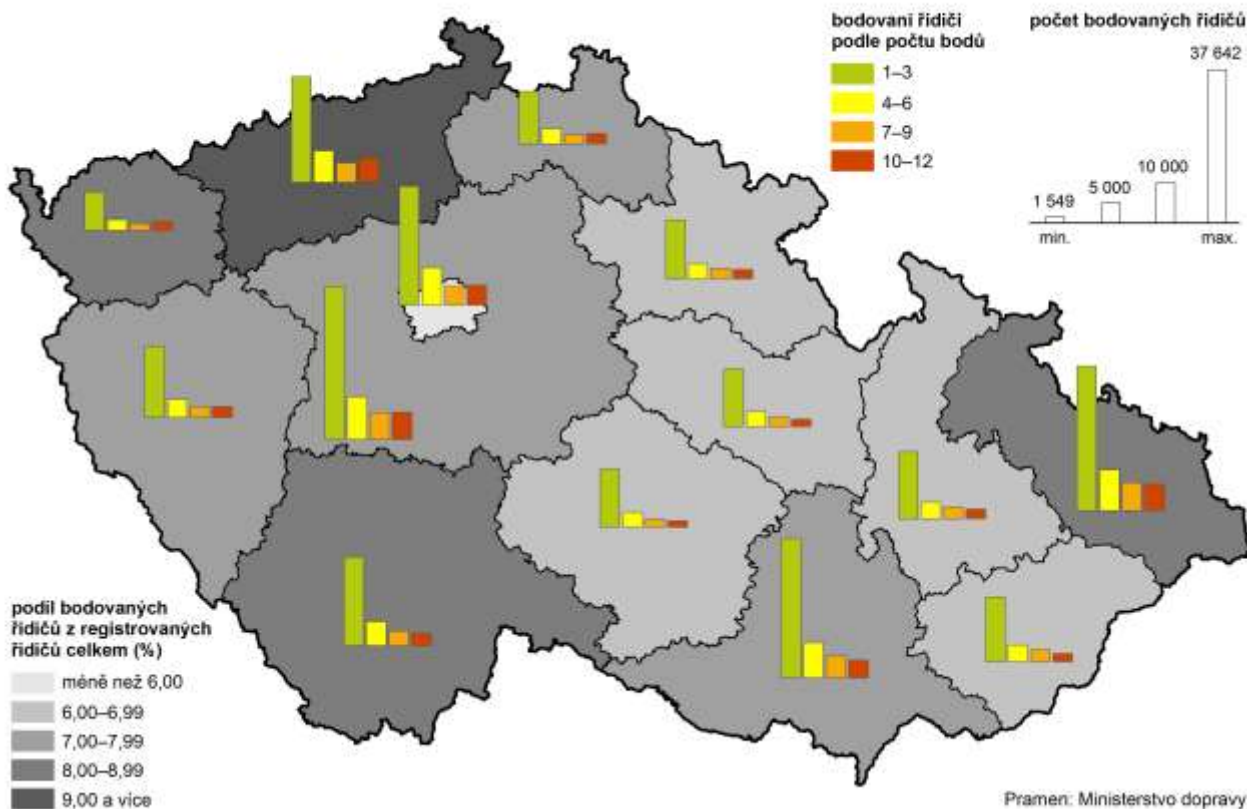 bodovaní řidiči
podle počtu bodů
1–3
4–6
7–9
10–12
počet bodovaných řidičů
37 642
10 000
5 000
1 549
min.
max.
podíl bodovaných
řidičů z registrovaných
řidičů celkem (%)
méně než 6,00
6,00–6,99
7,00–7,99
8,00–8,99
9,00 a více
Pramen: Ministerstvo dopravy